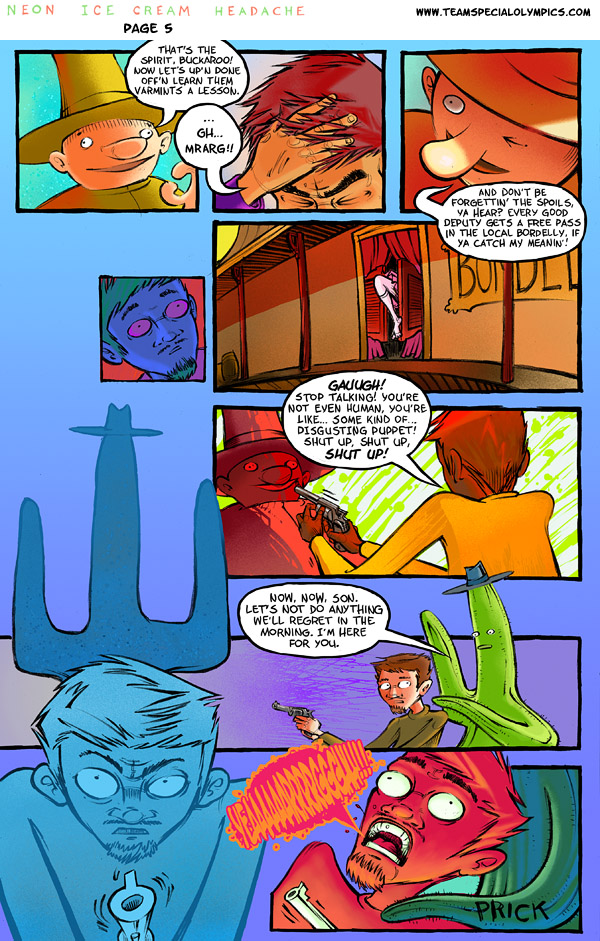 NEON ICE CREAM HEADACHE
WWW.TEAMSPECIALOLYMPICS.COM
PAGE 5
THAT'S THE
SPIRIT, BUCKAROO!
NOW LET'S UP'N DONE
OFF'N LEARN THEM
VARMINTS A LESSON.
...
GH...
MRARG!!
AND DON'T BE
FORGETTIN' THE SPOILS,
YA HEAR? EVERY GOOD
DEPUTY GETS A FREE PASS
IN THE LOCAL BORDELLY, IF
YA CATCH MY MEANIN'!
GAUUGH!
STOP TALKING! YOU'RE
NOT EVEN HUMAN, YOU'RE
LIKE... SOME KIND OF...
DISGUSTING PUPPET!
SHUT UP, SHUT UP,
SHUT UP!
NOW, NOW, SON.
LET'S NOT DO ANYTHING
WE'LL REGRET IN THE
MORNING. I'M HERE
FOR YOU.
PRICK